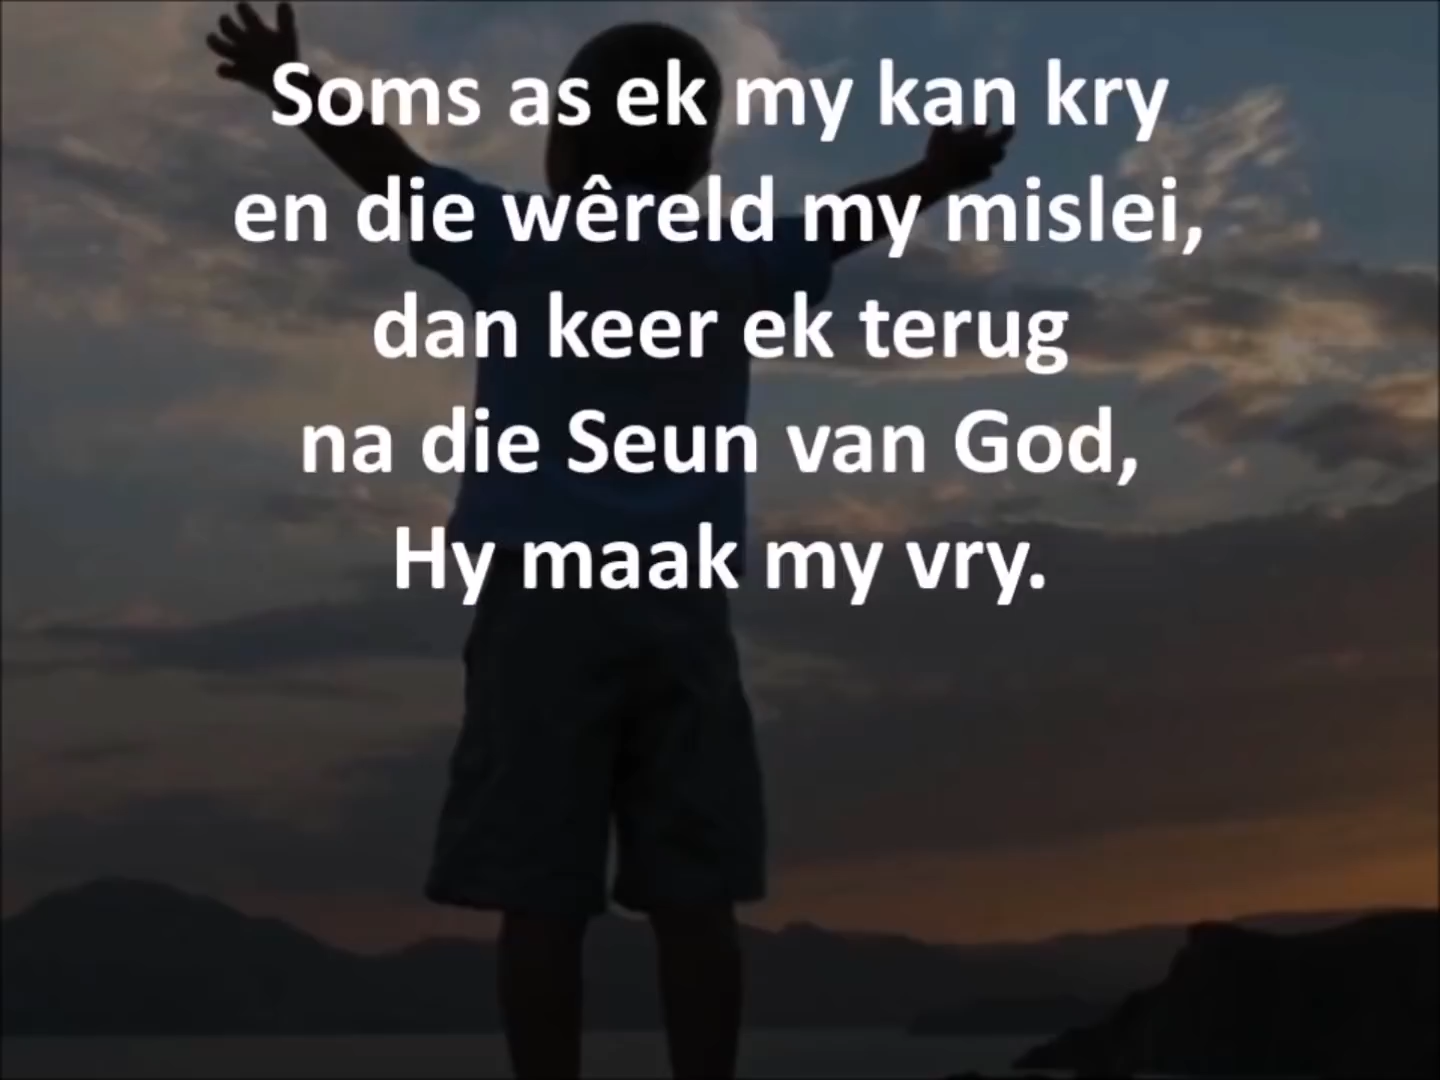 Soms as ek my kan kry
en die wêreld my mislei,
dan keer ek terug
na die Seun van God,
Hy maak my vry.